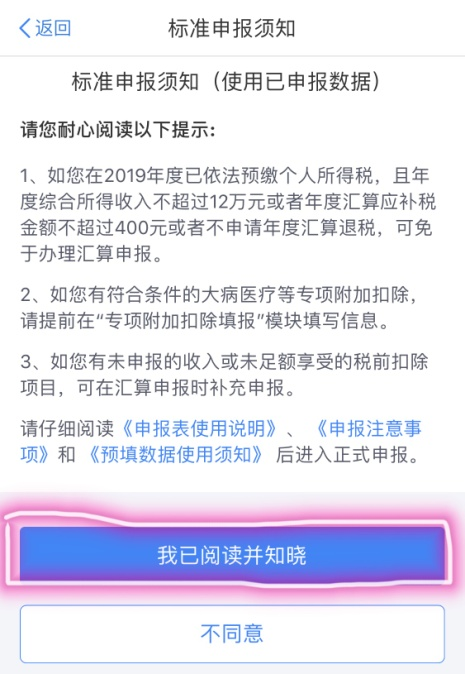 返回
标准申报须知
标准申报须知（使用已申报数据）
请您耐心阅读以下提示:
1、如您在2019年度已依法预缴个人所得税，且年
度综合所得收入不超过12万元或者年度汇算应补税
金额不超过400元或者不申请年度汇算退税，可免
于办理汇算申报。
2、如您有符合条件的大病医疗等专项附加扣除，
请提前在“专项附加扣除填报”模块填写信息。
3、如您有未申报的收入或未足额享受的税前扣除
项目，可在汇算申报时补充申报。
请仔细阅读《申报表使用说明》、《申报注意事
项》和《预填数据使用须知》后进入正式申报。
我已阅读并知晓
不同意